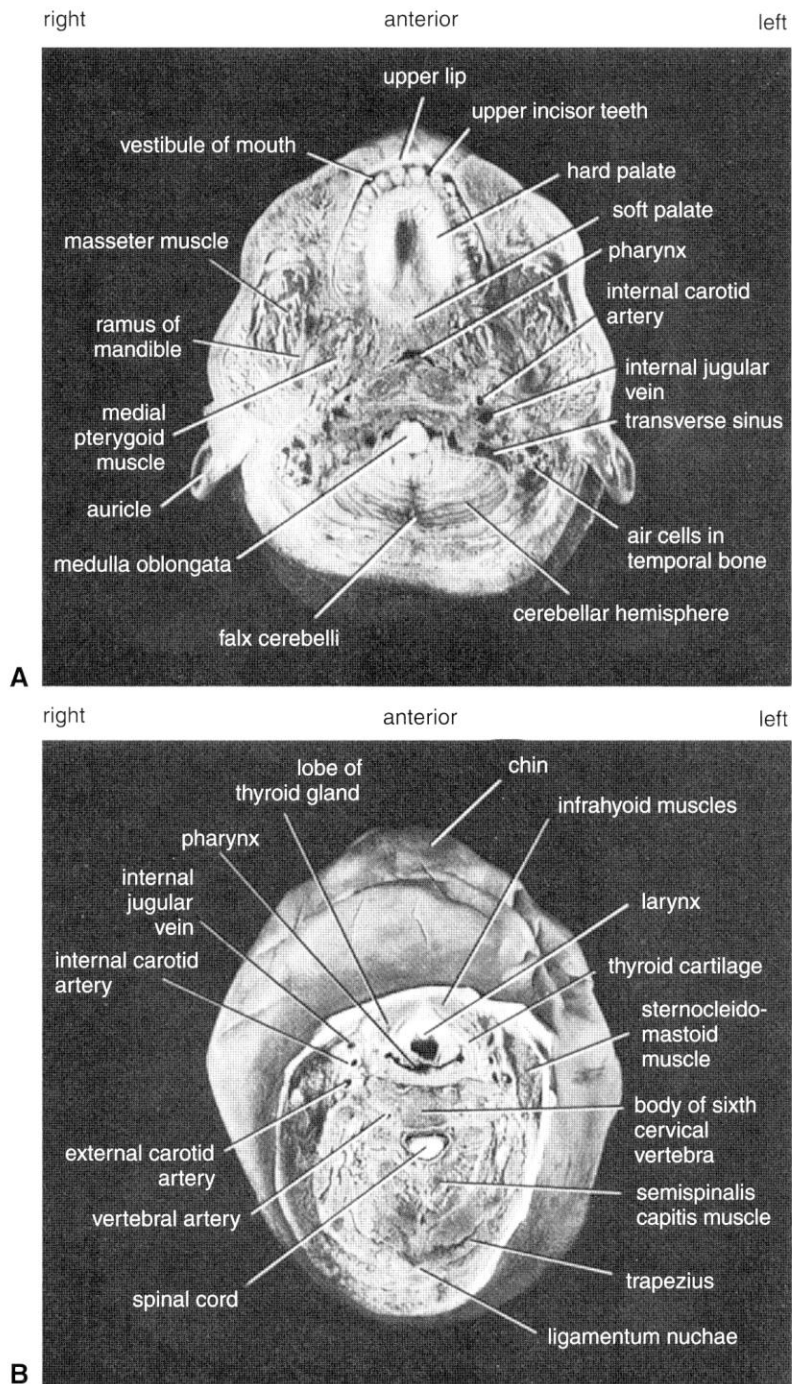 right
anterior
left
upper lip
upper incisor teeth
vestibule of mouth
hard palate
soft palate
masseter muscle
pharynx
internal carotid
artery
ramus of
mandible
internal jugular
vein
medial
pterygoid
muscle
transverse sinus
auricle
medulla oblongata
air cells in
temporal bone
cerebellar hemisphere
falx cerebelli
A
right
anterior
left
lobe of
thyroid gland
chin
infrahyoid muscles
pharynx
internal
jugular
vein
larynx
internal carotid
artery
thyroid cartilage
sternocleido-
mastoid
muscle
body of sixth
cervical
vertebra
external carotid
artery
semispinalis
capitis muscle
vertebral artery
trapezius
spinal cord
ligamentum nuchae
B